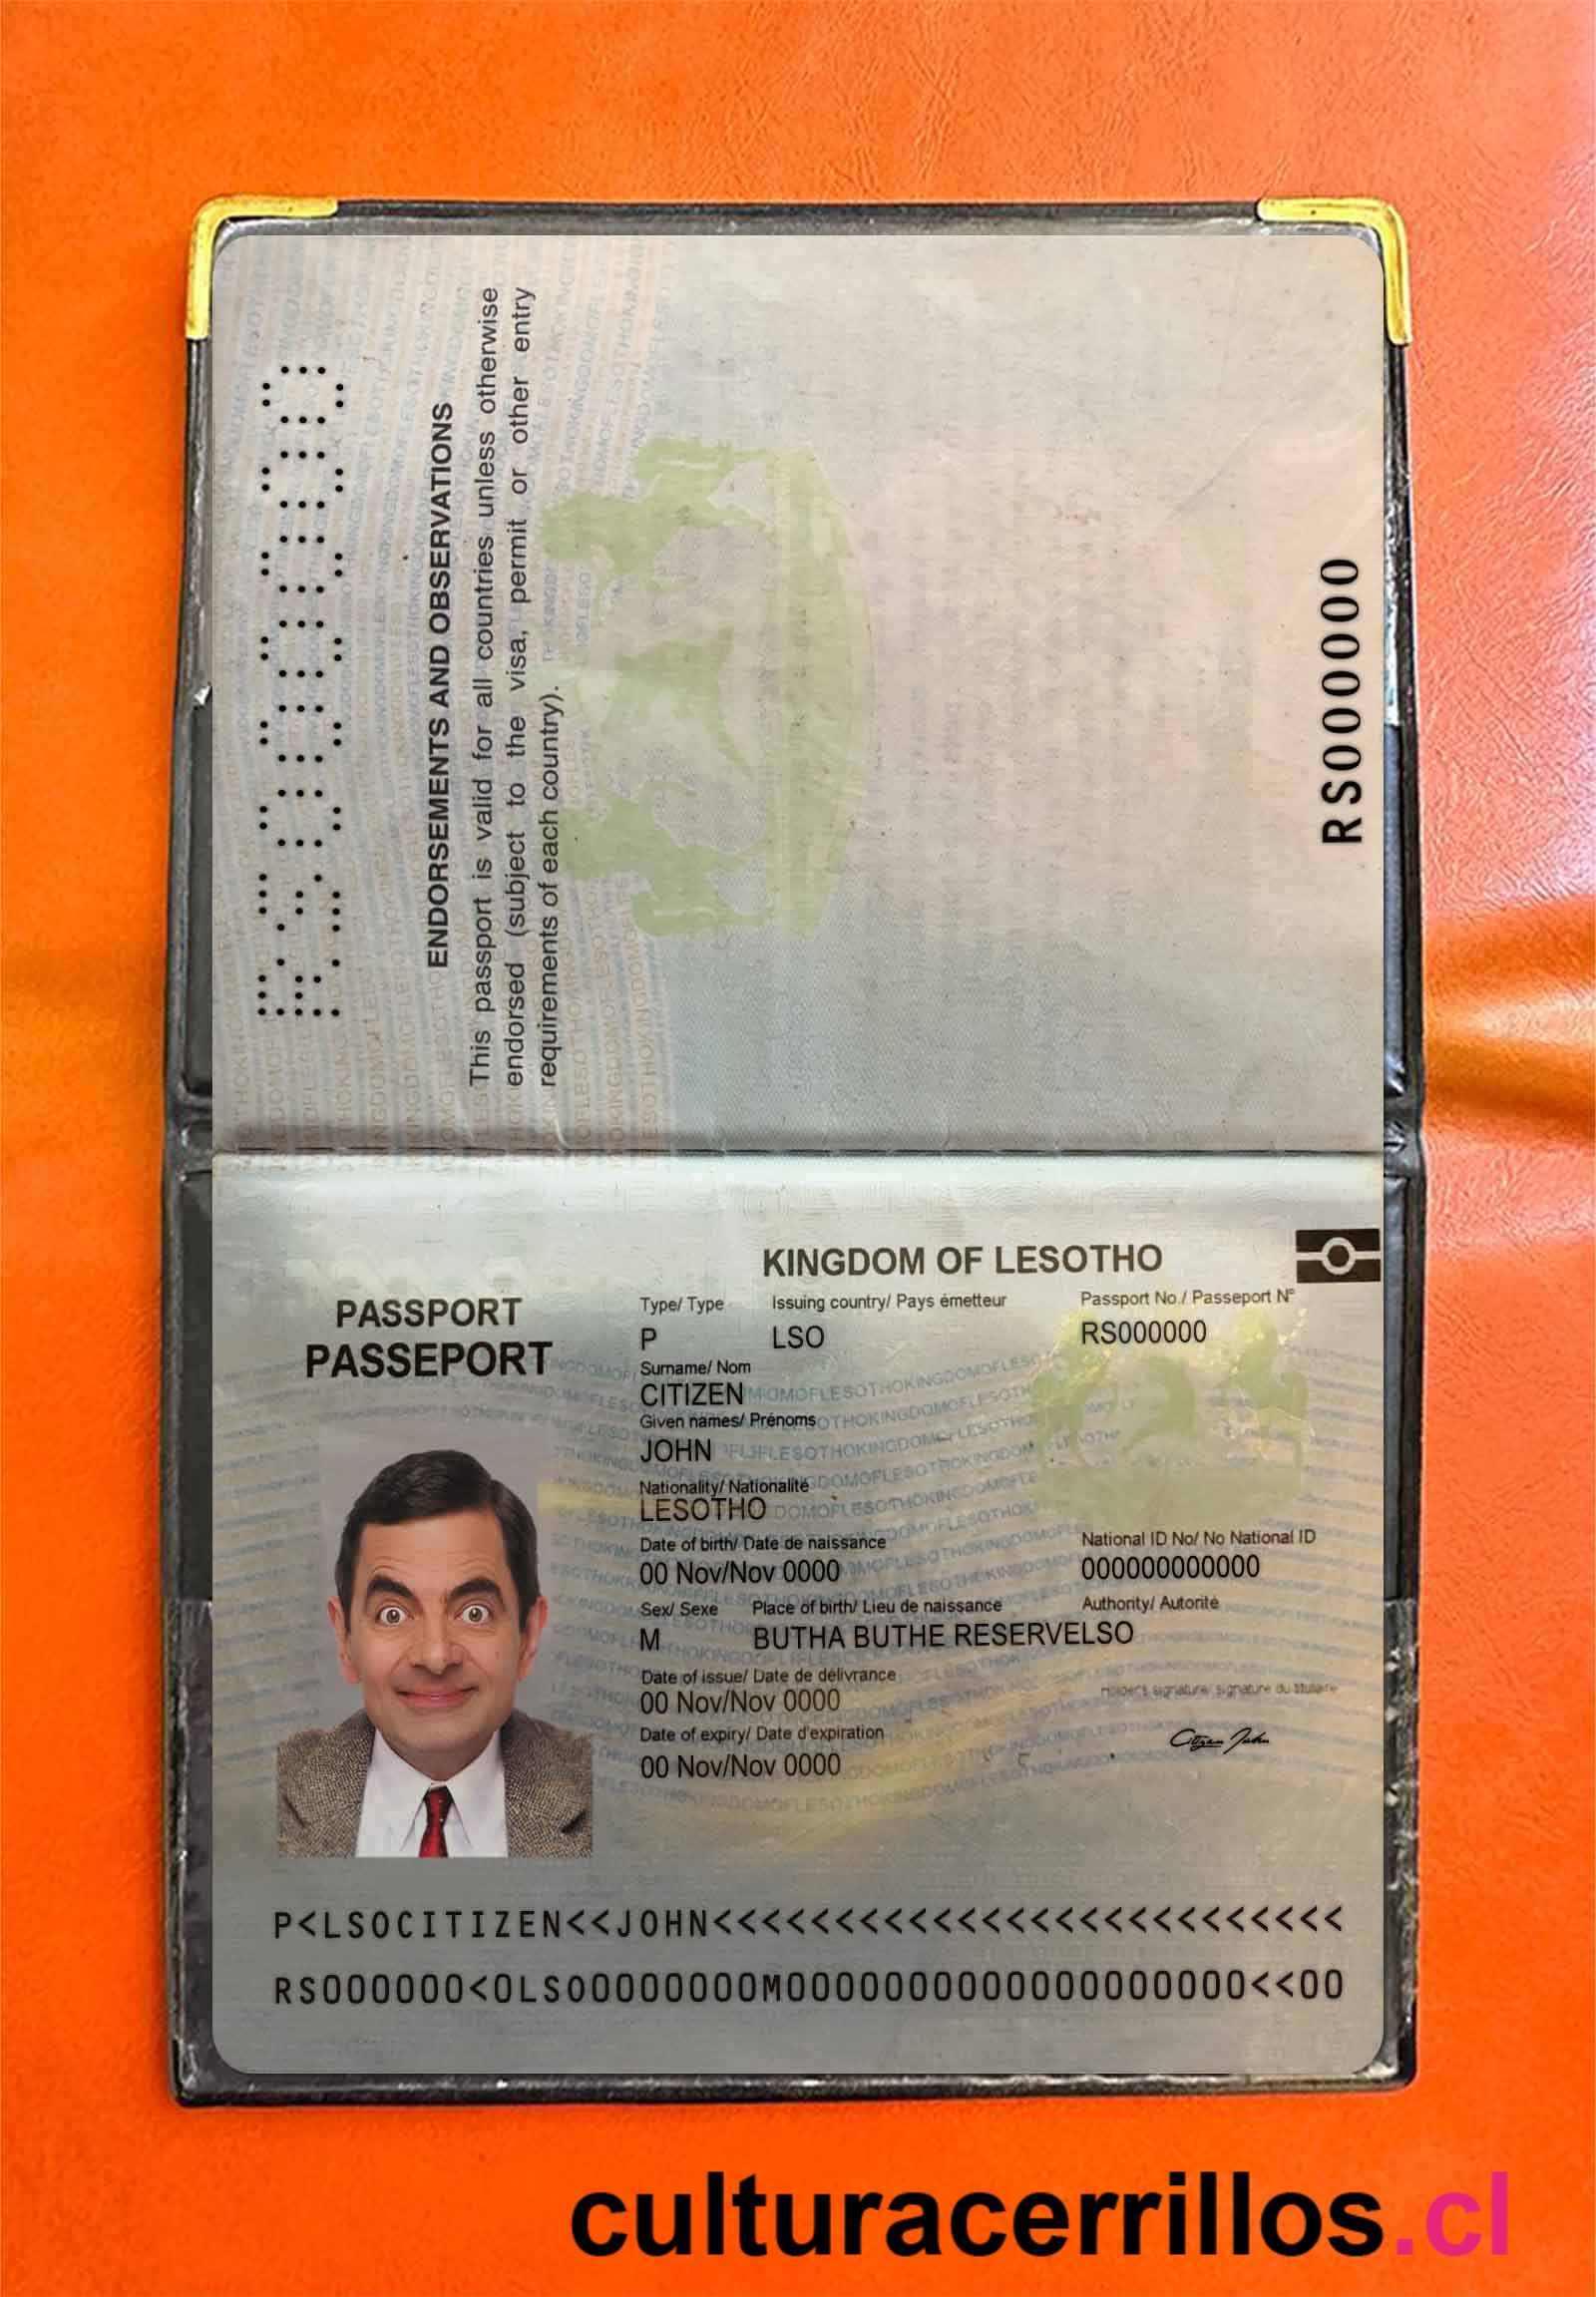 RS000000
ENDORSEMENTS AND OBSERVATIONS
This passport is valid for all countries unless otherwise
endorsed (subject to the visa, permit or other entry
requirements of each country).
RS000000
KINGDOM OF LESOTHO
PASSPORT
PASSEPORT
Type/ Type Issuing country/ Pays émetteur Passport No./ Passeport N°
P LSO RS000000
Surname/ Nom
CITIZEN
Given names/ Prénoms
JOHN
Nationality/ Nationalité
LESOTHO
Date of birth/ Date de naissance National ID No/ No National ID
00 Nov/Nov 0000 000000000000
Sex/ Sexe Place of birth/ Lieu de naissance Authority/ Autorité
M BUTHA BUTHE RESERVELSO
Date of issue/ Date de délivrance
00 Nov/Nov 0000
Holder's signature/ signature du titulaire
Date of expiry/ Date d'expiration
Citizen John
00 Nov/Nov 0000
P<LSOCITIZEN<<JOHN<<<<<<<<<<<<<<<<<<<<<<<<<<
RS000000<0LSO0000000M00000000000000000000<<00
culturacerrillos.cl